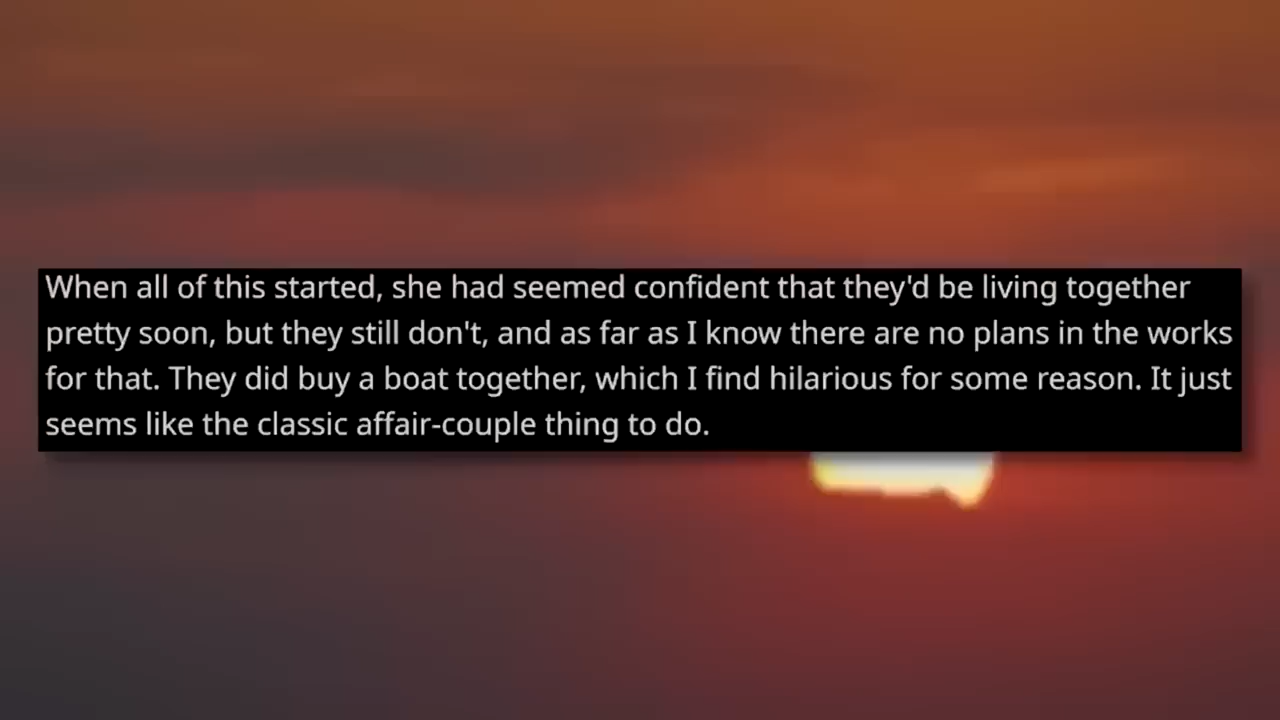 When all of this started, she had seemed confident that they'd be living together
pretty soon, but they still don't, and as far as I know there are no plans in the works
for that. They did buy a boat together, which I find hilarious for some reason. It just
seems like the classic affair-couple thing to do.